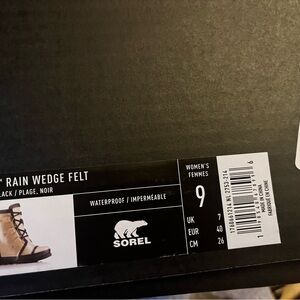 RAIN WEDGE FELT
LACK / PLAGE, NOIR
WATERPROOF / IMPERMÉABLE
SOREL
WOMEN'S
FEMMES
9
UK 7
EUR 40
CM 26
MADE IN CHINA
FABRIQUÉ EN CHINE